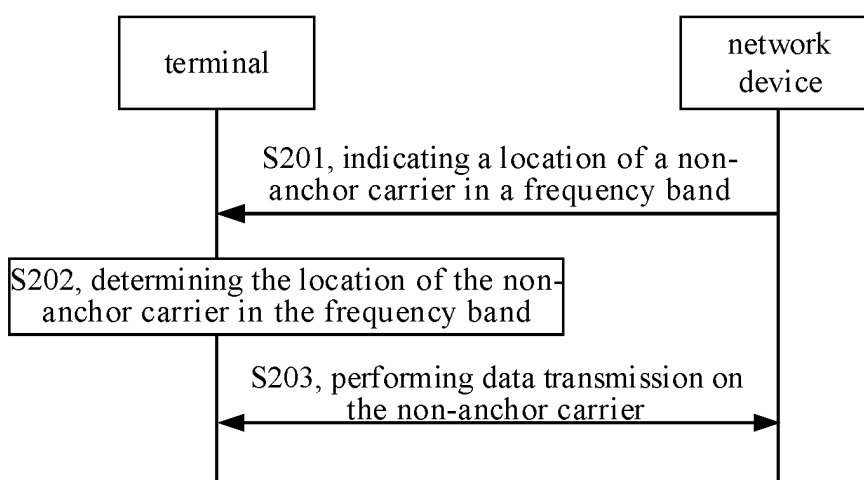 terminal
network
device
S201, indicating a location of a non-
anchor carrier in a frequency band
S202, determining the location of the non-
anchor carrier in the frequency band
S203, performing data transmission on
the non-anchor carrier